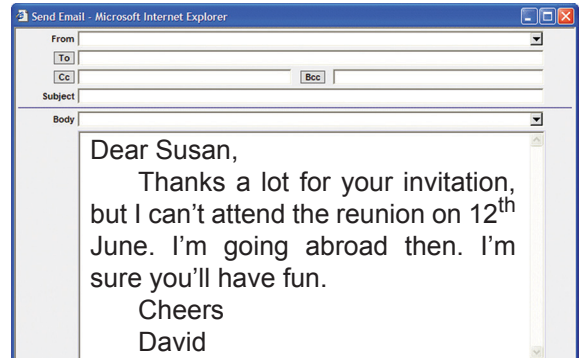 Send Email - Microsoft Internet Explorer
From
To
Cc Bcc
Subject
Body
Dear Susan,
Thanks a lot for your invitation,
but I can't attend the reunion on 12th
June. I'm going abroad then. I'm
sure you'll have fun.
Cheers
David